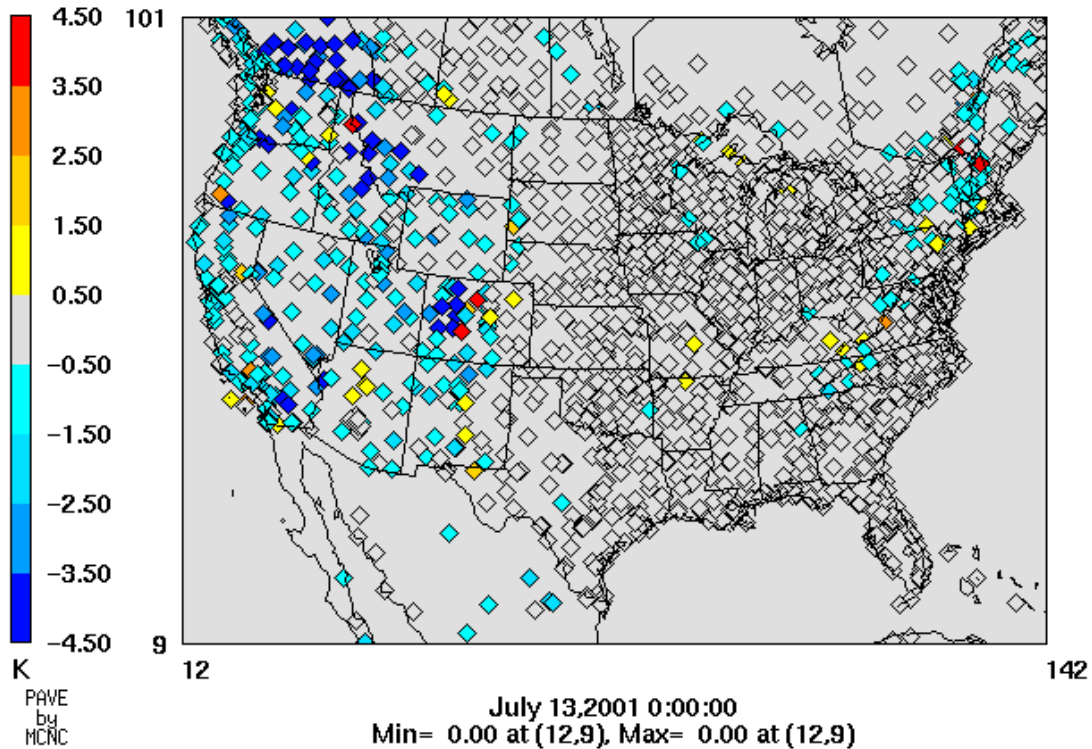 4.50
101
3.50
2.50
1.50
0.50
−0.50
−1.50
−2.50
−3.50
−4.50
9
K
12
142
PAVE
by
MCNC
July 13,2001 0:00:00
Min= 0.00 at (12,9), Max= 0.00 at (12,9)